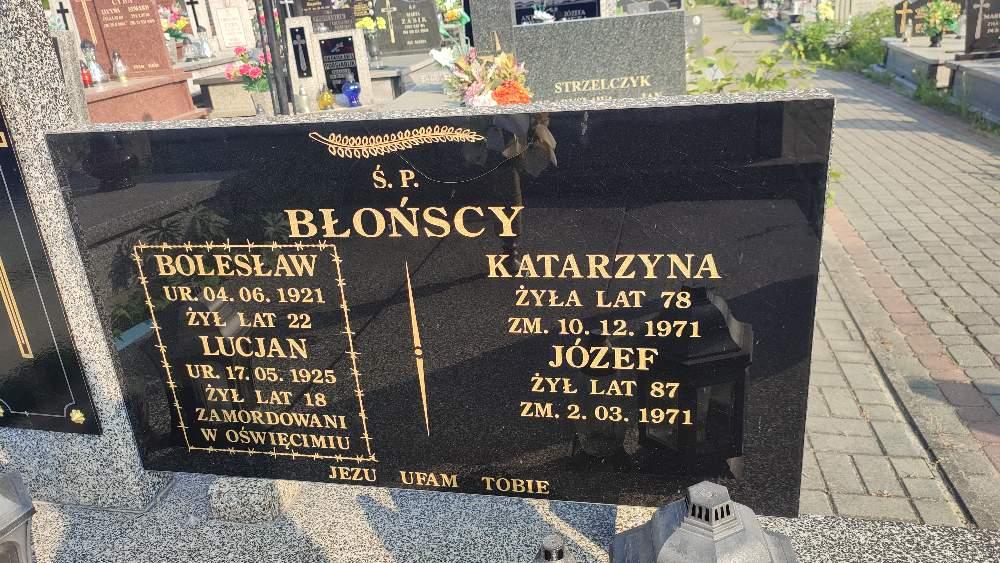 STRZELCZYK
Ś. P.
BŁOŃSCY
BOLESŁAW
UR. 04. 06. 1921
ŻYŁ LAT 22
LUCJAN
UR. 17. 05. 1925
ŻYŁ LAT 18
ZAMORDOWANI
W OŚWIĘCIMIU
KATARZYNA
ŻYŁA LAT 78
ZM. 10. 12. 1971
JÓZEF
ŻYŁ LAT 87
ZM. 2. 03. 1971
JEZU UFAM TOBIE